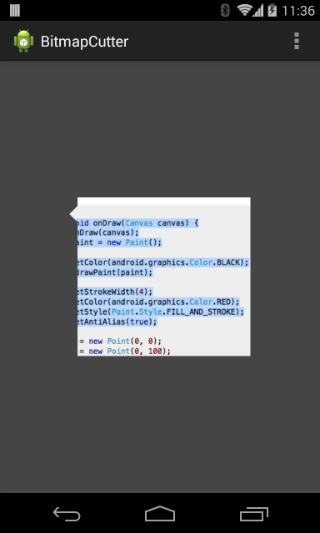 11:36
BitmapCutter
oid onDraw(Canvas canvas) {
nDraw(canvas);
aint = new Paint();
etColor(android.graphics.Color.BLACK);
drawPaint(paint);
etStrokeWidth(4);
etColor(android.graphics.Color.RED);
etStyle(Paint.Style.FILL_AND_STROKE);
etAntiAlias(true);
= new Point(0, 0);
= new Point(0, 100);